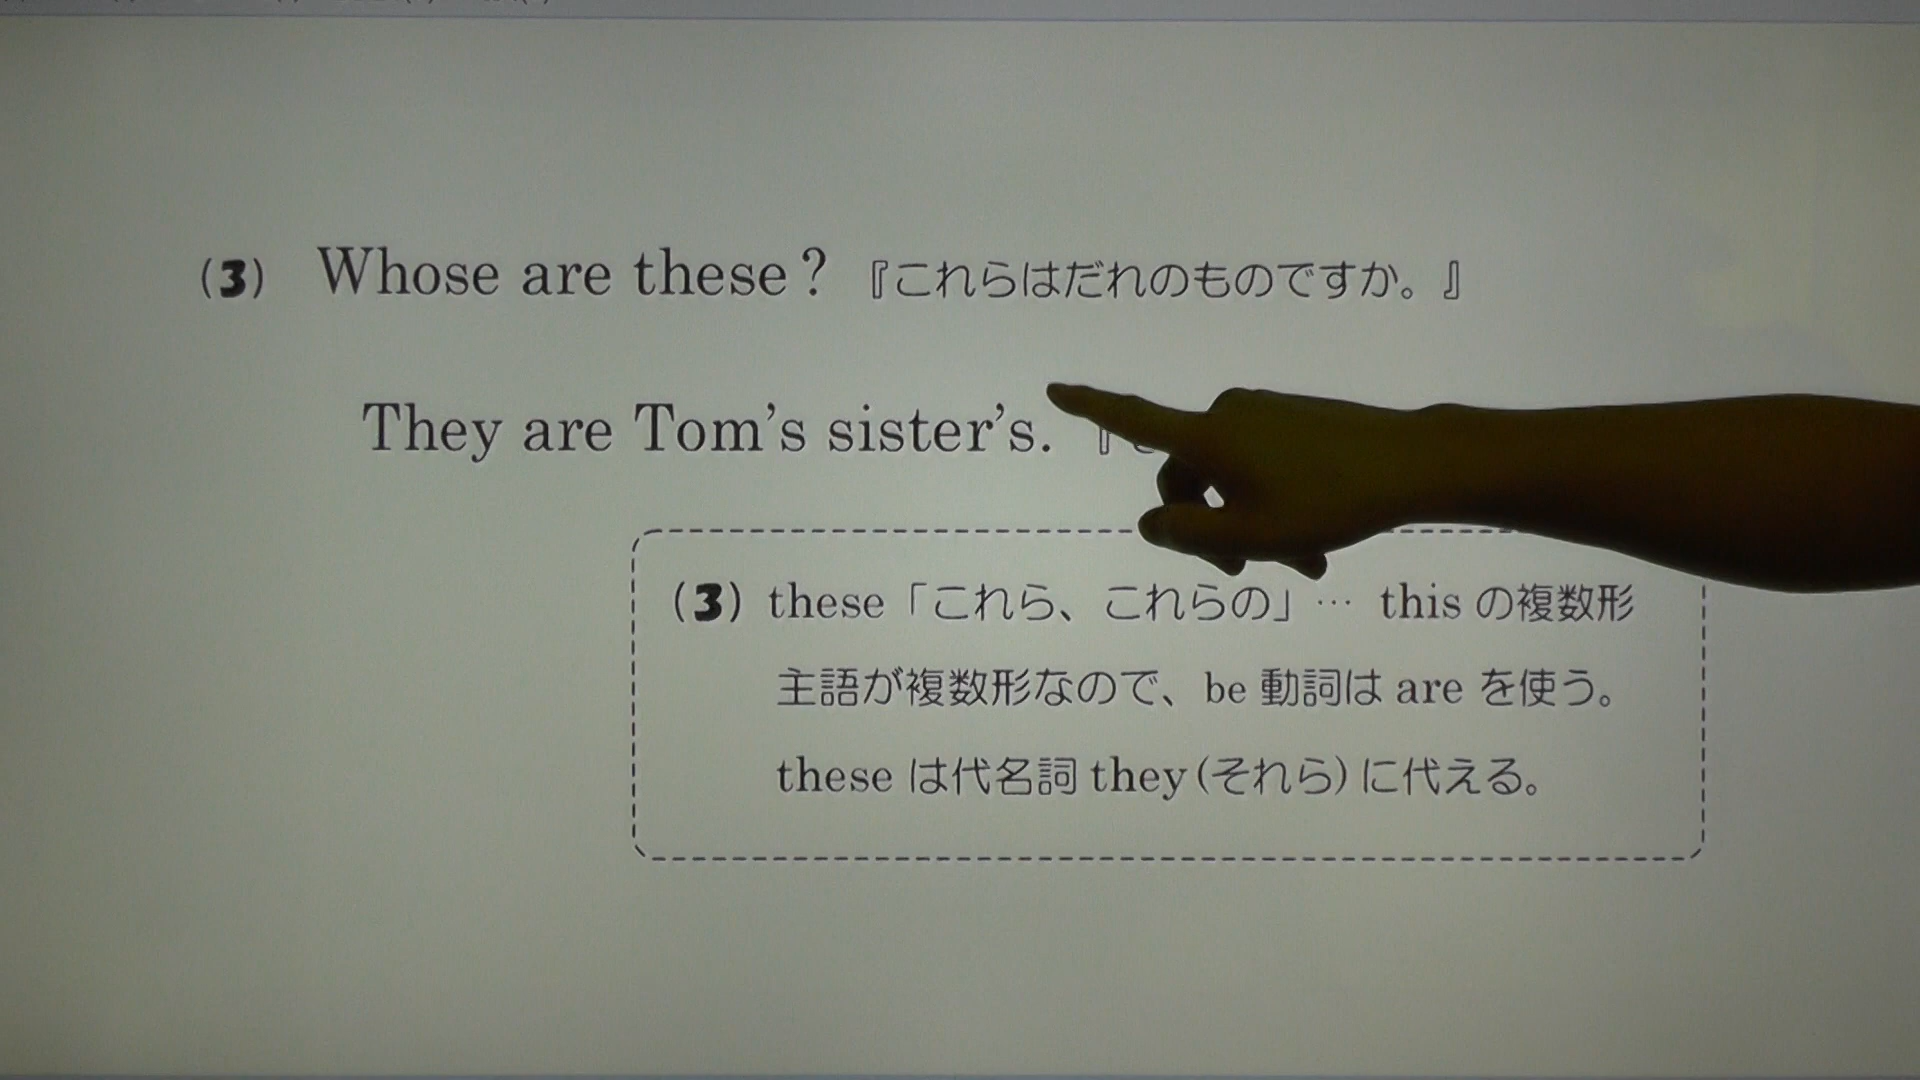 (3) Whose are these? 『これらはだれのものですか。』
They are Tom's sister's. 『
(3) these「これら、これらの」… this の複数形
主語が複数形なので、be 動詞は are を使う。
these は代名詞 they(それら)に代える。